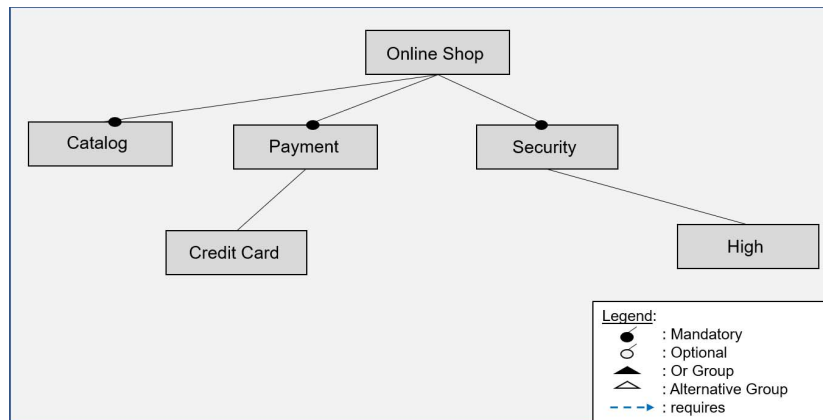 Online Shop
Catalog
Payment
Security
Credit Card
High
Legend:
: Mandatory
: Optional
: Or Group
: Alternative Group
: requires